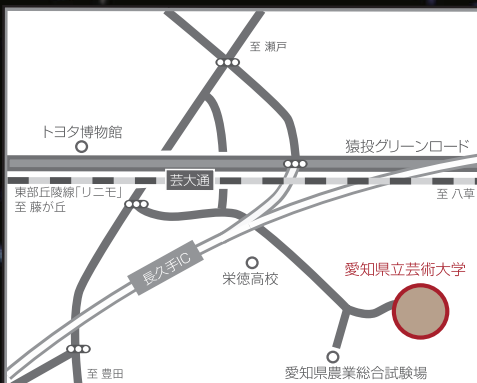 至 瀬戸
トヨタ博物館
猿投グリーンロード
芸大通
東部丘陵線「リニモ」
至 藤が丘
至 八草
長久手IC
栄徳高校
愛知県立芸術大学
至 豊田
愛知県農業総合試験場